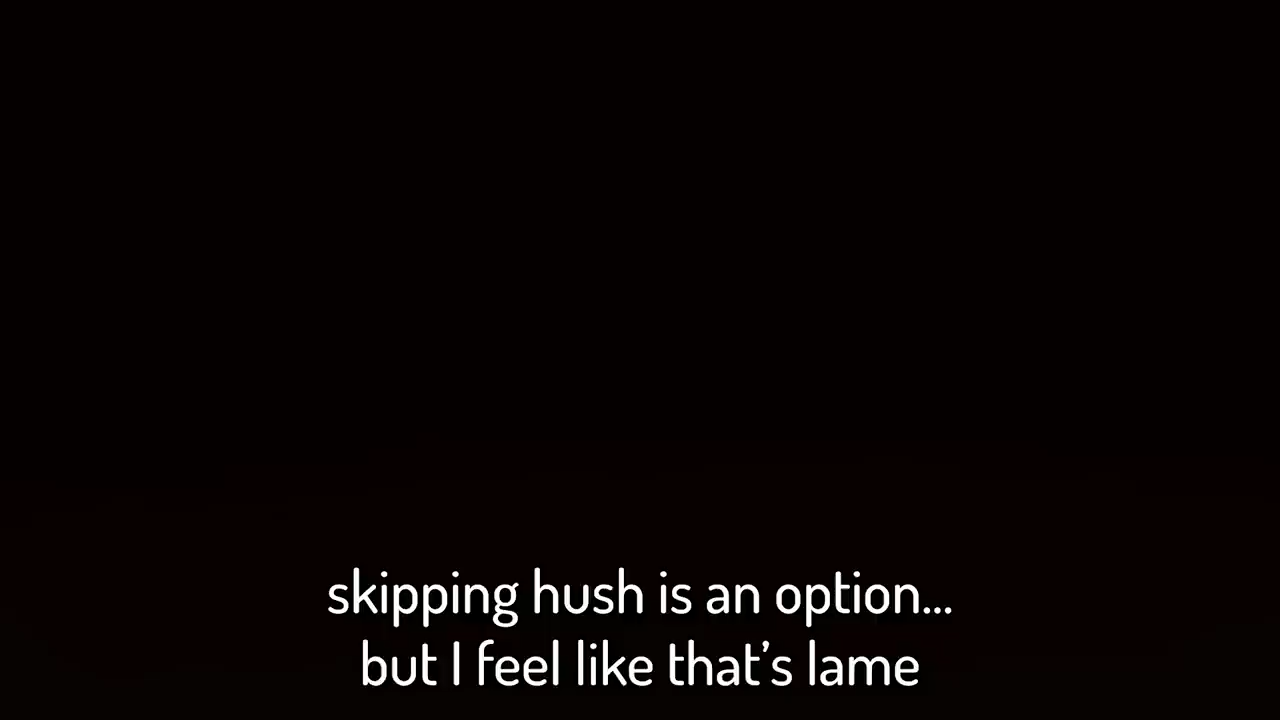 skipping hush is an option...
but I feel like that’s lame